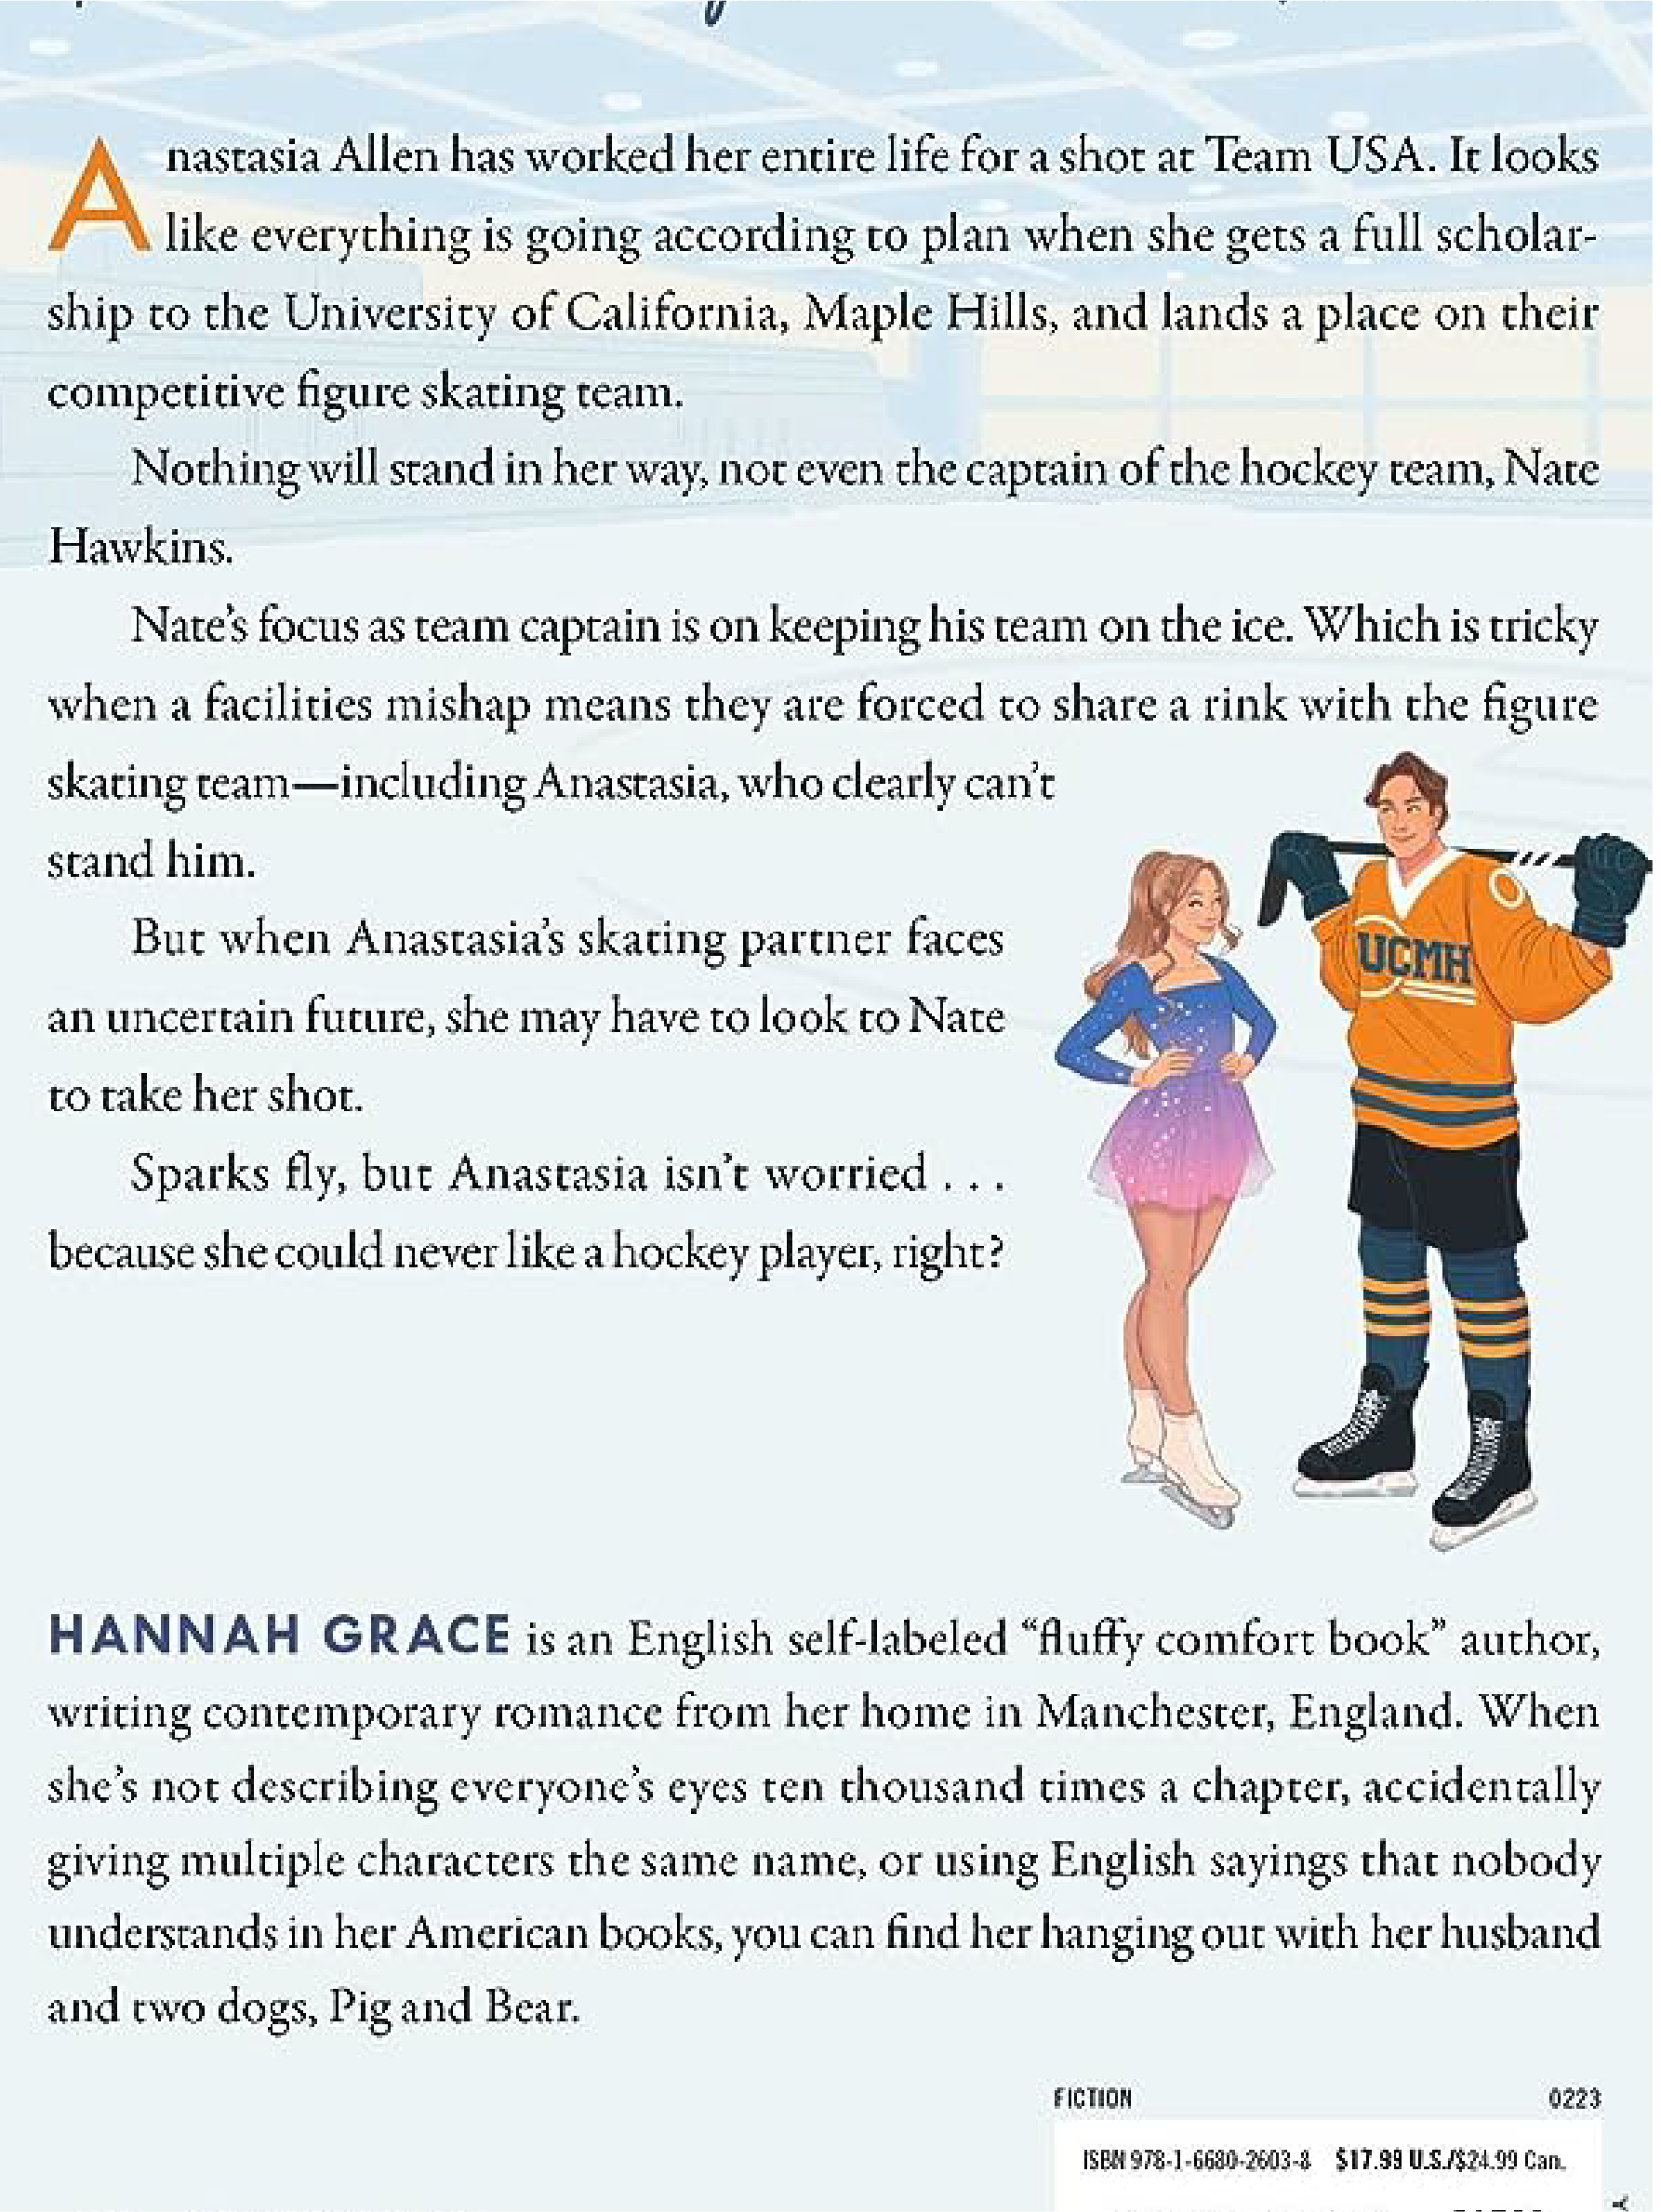 Anastasia Allen has worked her entire life for a shot at Team USA. It looks
like everything is going according to plan when she gets a full scholar-
ship to the University of California, Maple Hills, and lands a place on their
competitive figure skating team.
Nothing will stand in her way, not even the captain of the hockey team, Nate
Hawkins.
Nate’s focus as team captain is on keeping his team on the ice. Which is tricky
when a facilities mishap means they are forced to share a rink with the figure
skating team—including Anastasia, who clearly can’t
stand him.
But when Anastasia’s skating partner faces
an uncertain future, she may have to look to Nate
to take her shot.
Sparks fly, but Anastasia isn’t worried . . .
because she could never like a hockey player, right?
UCMH
HANNAH GRACE is an English self-labeled “fluffy comfort book” author,
writing contemporary romance from her home in Manchester, England. When
she’s not describing everyone’s eyes ten thousand times a chapter, accidentally
giving multiple characters the same name, or using English sayings that nobody
understands in her American books, you can find her hanging out with her husband
and two dogs, Pig and Bear.
FICTION 0223
ISBN 978-1-6680-2603-8 $17.99 U.S./$24.99 Can.